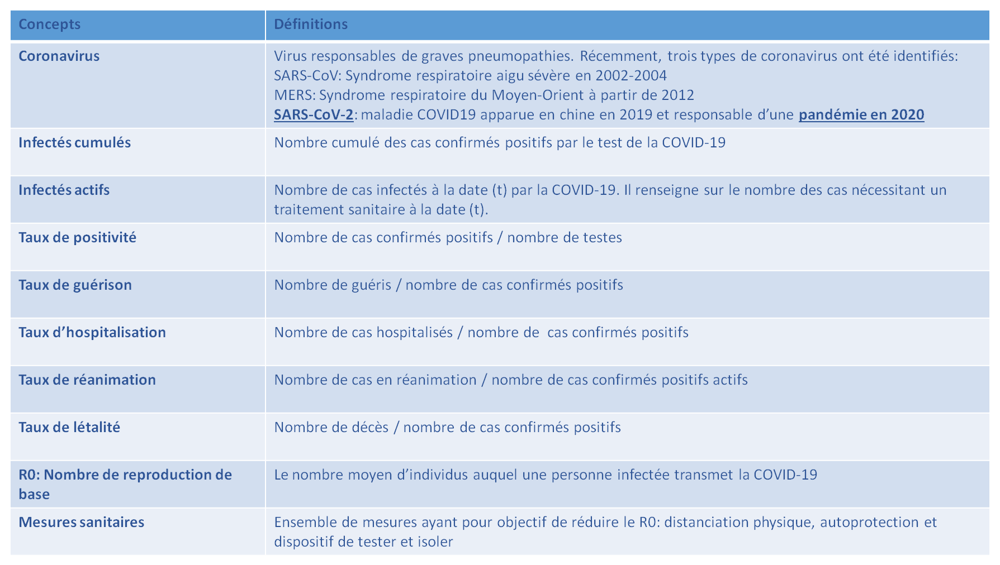 Concepts
Définitions
Coronavirus
Virus responsables de graves pneumopathies. Récemment, trois types de coronavirus ont été identifiés:
SARS-CoV: Syndrome respiratoire aigu sévère en 2002-2004
MERS: Syndrome respiratoire du Moyen-Orient à partir de 2012
SARS-CoV-2: maladie COVID19 apparue en chine en 2019 et responsable d’une pandémie en 2020
Infectés cumulés
Nombre cumulé des cas confirmés positifs par le test de la COVID-19
Infectés actifs
Nombre de cas infectés à la date (t) par la COVID-19. Il renseigne sur le nombre des cas nécessitant un
traitement sanitaire à la date (t).
Taux de positivité
Nombre de cas confirmés positifs / nombre de testes
Taux de guérison
Nombre de guéris / nombre de cas confirmés positifs
Taux d’hospitalisation
Nombre de cas hospitalisés / nombre de  cas confirmés positifs
Taux de réanimation
Nombre de cas en réanimation / nombre de cas confirmés positifs actifs
Taux de létalité
Nombre de décès / nombre de cas confirmés positifs
R0: Nombre de reproduction de
base
Le nombre moyen d’individus auquel une personne infectée transmet la COVID-19
Mesures sanitaires
Ensemble de mesures ayant pour objectif de réduire le R0: distanciation physique, autoprotection et
dispositif de tester et isoler